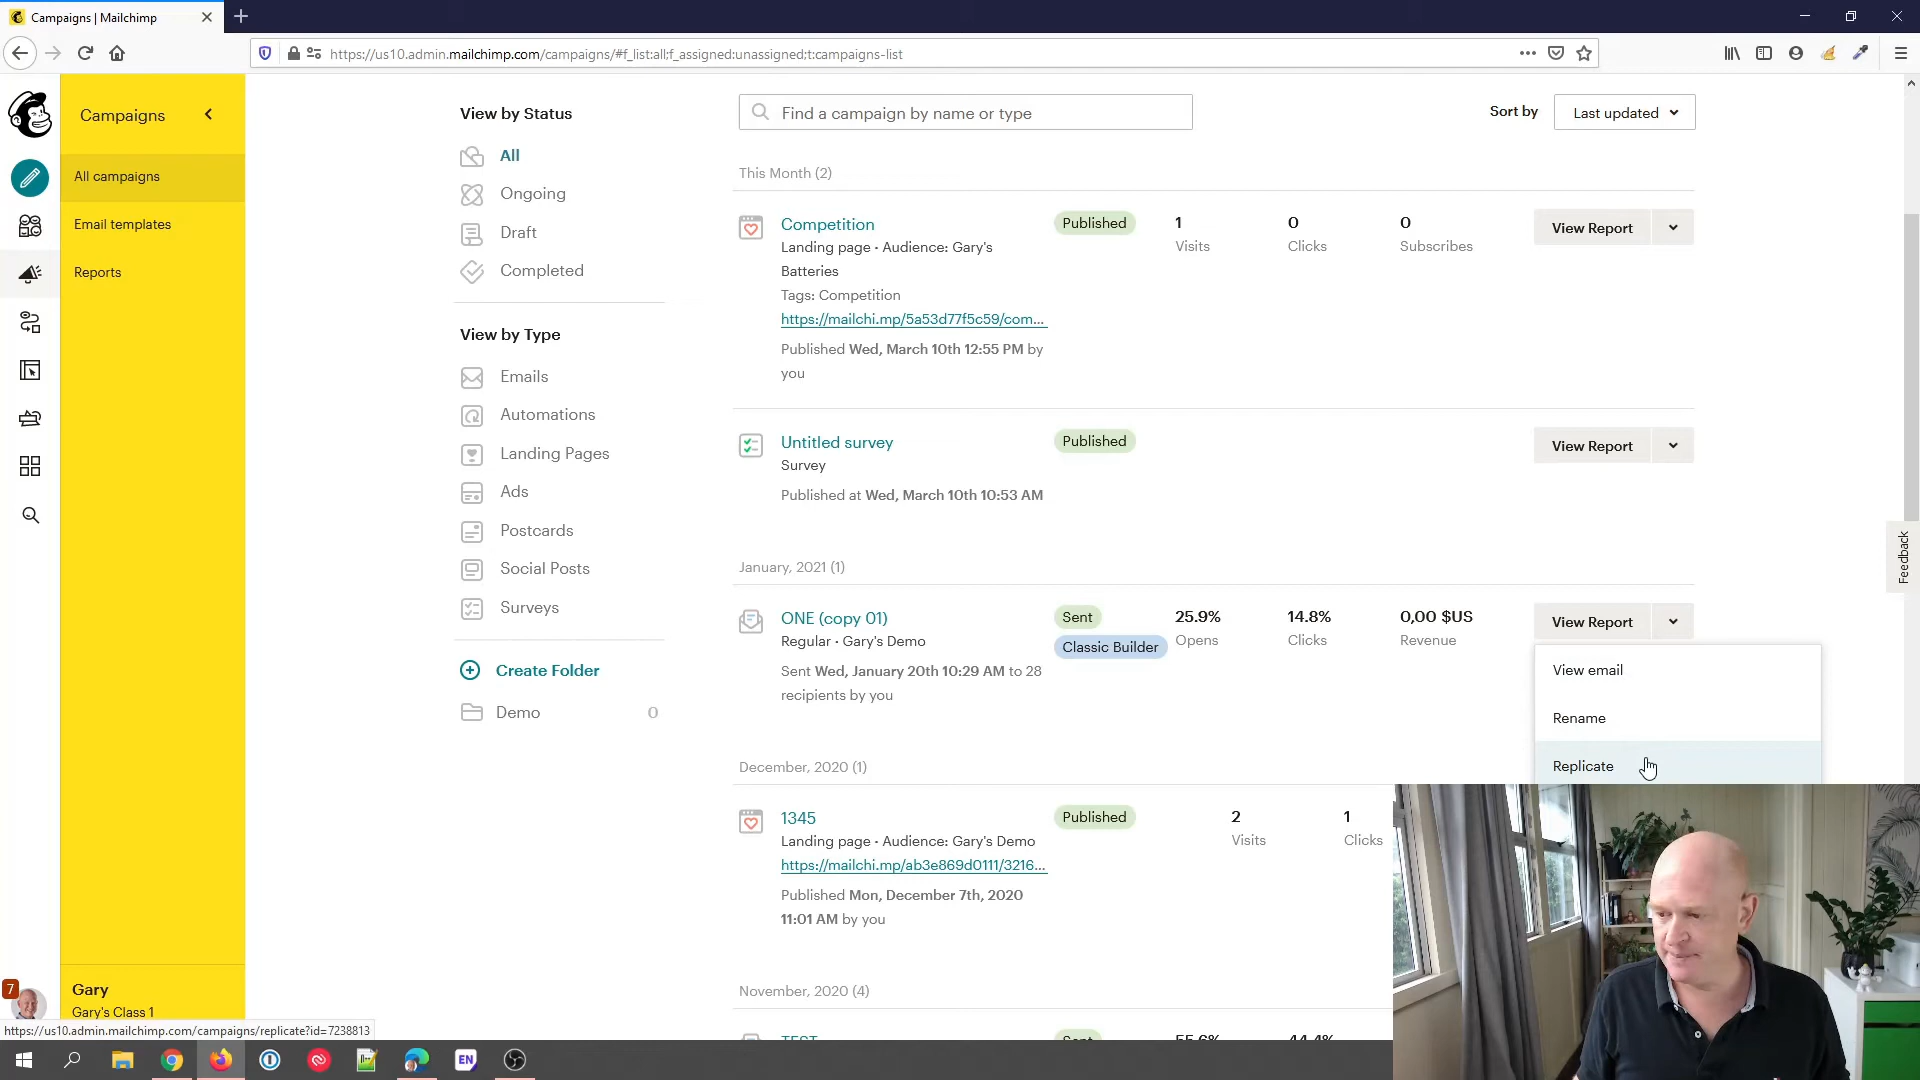 Campaigns | Mailchimp
https://us10.admin.mailchimp.com/campaigns/#f_list:all;f_assigned:unassigned;t:campaigns-list
Campaigns
All campaigns
Email templates
Reports
View by Status
All
Ongoing
Draft
Completed
View by Type
Emails
Automations
Landing Pages
Ads
Postcards
Social Posts
Surveys
Create Folder
Demo 0
Find a campaign by name or type
Sort by
Last updated
This Month (2)
Competition
Landing page · Audience: Gary's
Batteries
Tags: Competition
https://mailchi.mp/5a53d77f5c59/com...
Published Wed, March 10th 12:55 PM by
you
Published
1
Visits
0
Clicks
0
Subscribes
View Report
Untitled survey
Survey
Published at Wed, March 10th 10:53 AM
Published
View Report
January, 2021 (1)
ONE (copy 01)
Regular · Gary's Demo
Sent Wed, January 20th 10:29 AM to 28
recipients by you
Sent
Classic Builder
25.9%
Opens
14.8%
Clicks
0,00 $US
Revenue
View Report
View email
Rename
Replicate
December, 2020 (1)
1345
Landing page · Audience: Gary's Demo
https://mailchi.mp/ab3e869d0111/3216...
Published Mon, December 7th, 2020
11:01 AM by you
Published
2
Visits
1
Clicks
November, 2020 (4)
TEST
Sent
55.6%
44.4%
Feedback
7
Gary
Gary's Class 1
https://us10.admin.mailchimp.com/campaigns/replicate?id=7238813
EN